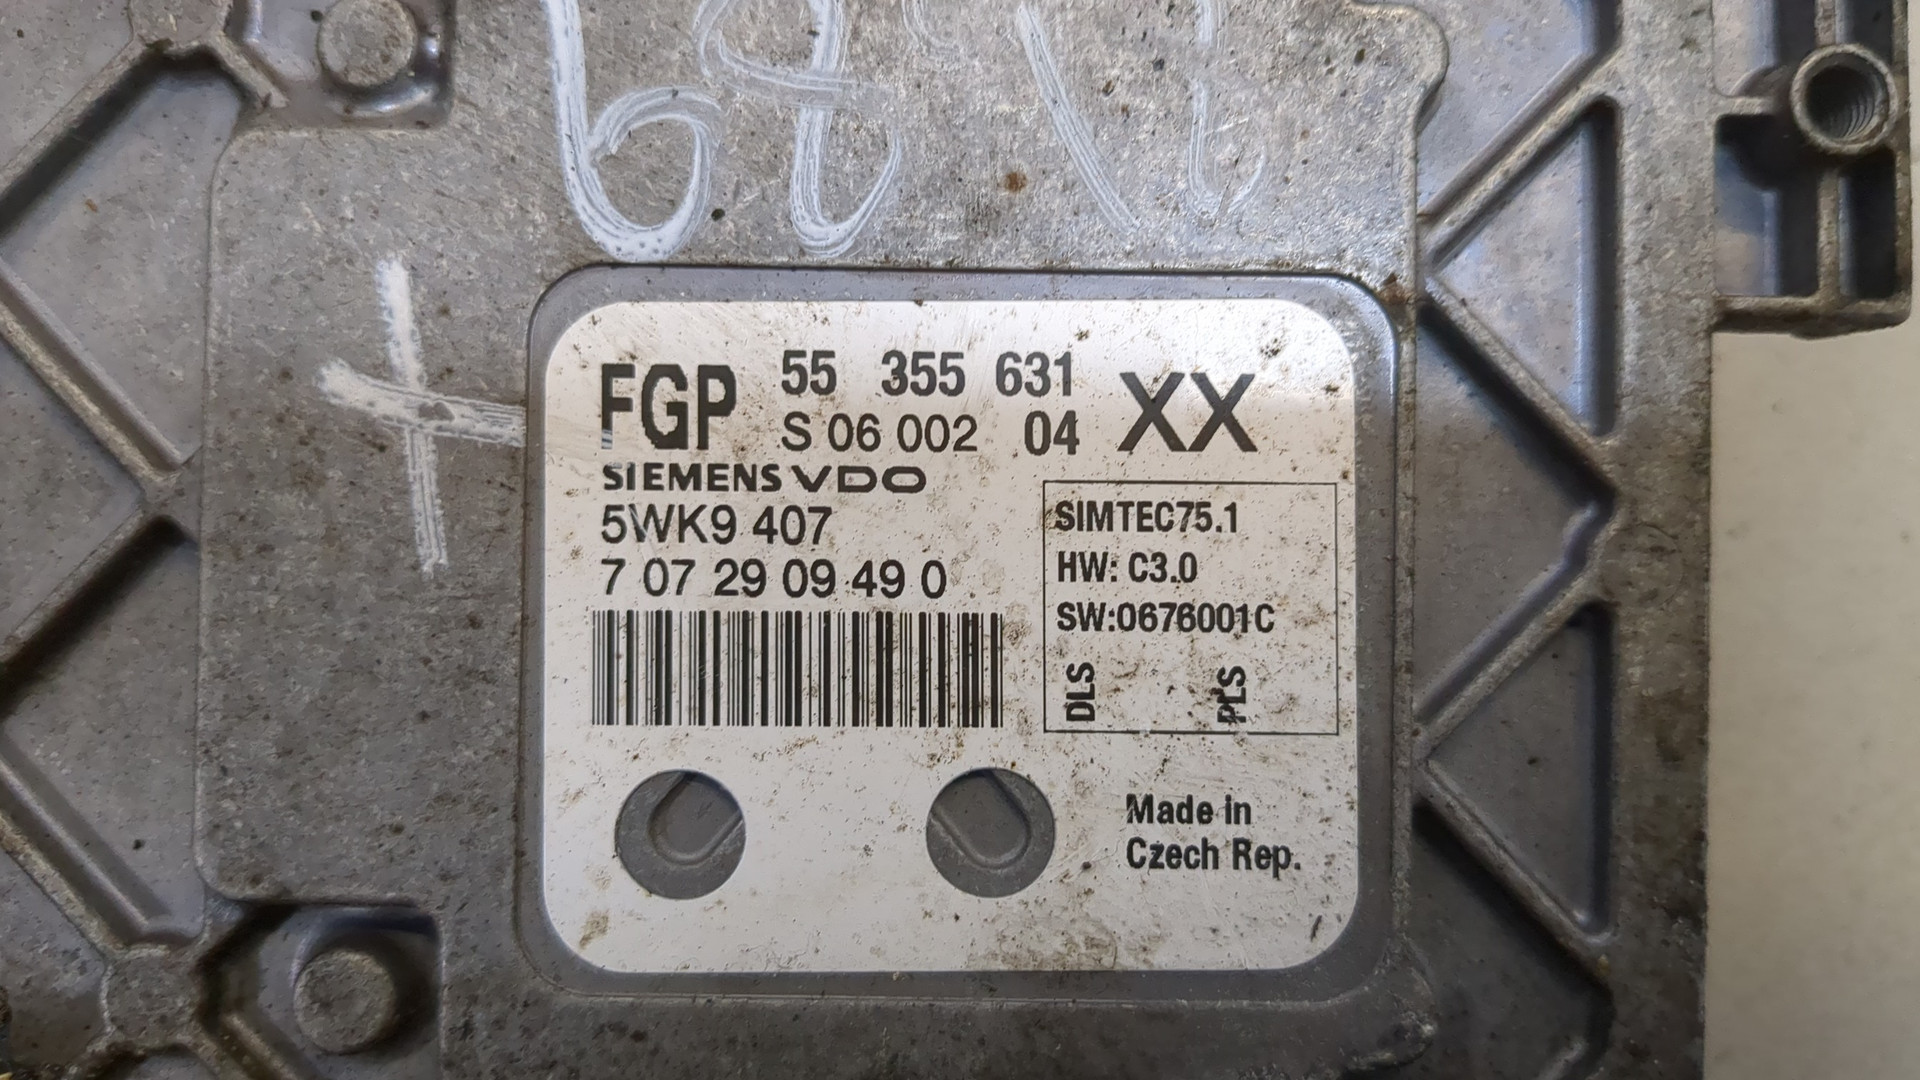 FGP 55 355 631 XX
S 06 002 04
SIEMENS VDO
5WK9 407
7 07 29 09 49 0
SIMTEC75.1
HW: C3.0
SW:0676001C
DLS PLS
Made in
Czech Rep.